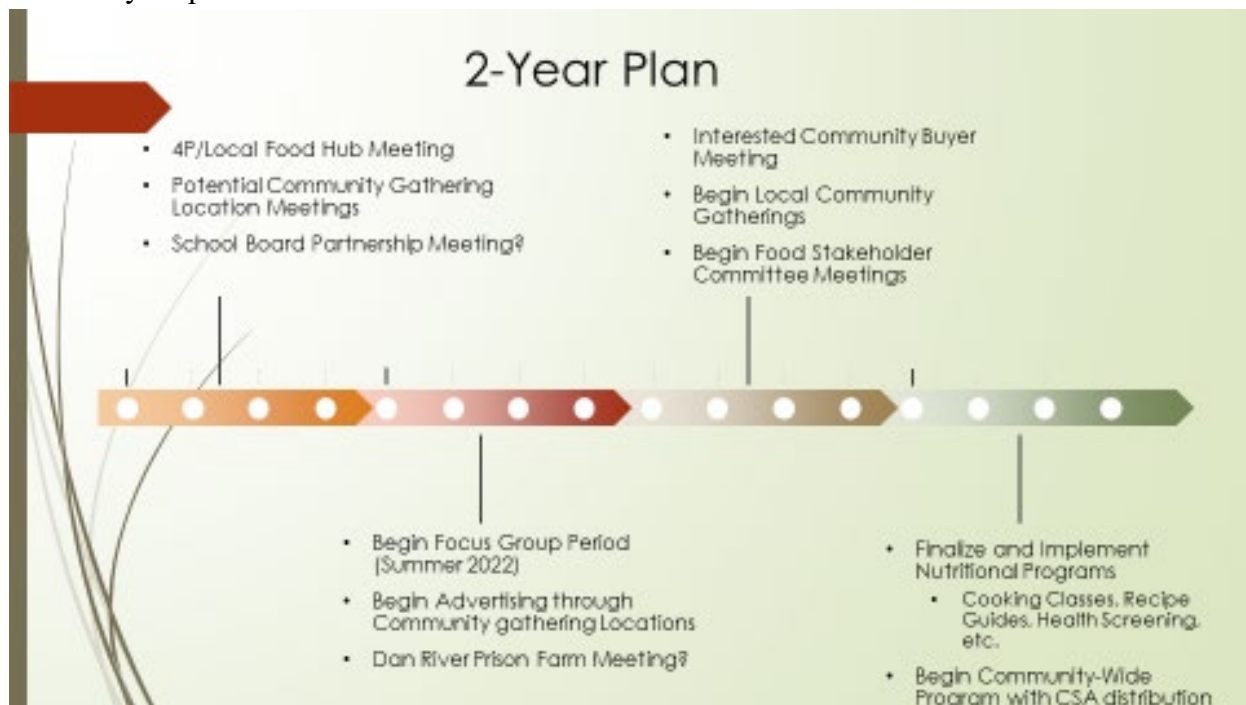 2-Year Plan
• 4P/Local Food Hub Meeting
• Potential Community Gathering
Location Meetings
• School Board Partnership Meeting?
• Interested Community Buyer
Meeting
• Begin Local Community
Gatherings
• Begin Food Stakeholder
Committee Meetings
• Begin Focus Group Period
(Summer 2022)
• Begin Advertising through
Community gathering Locations
• Dan River Prison Farm Meeting?
• Finalize and Implement
Nutritional Programs
• Cooking Classes, Recipe
Guides, Health Screening,
etc.
• Begin Community-Wide
Program with CSA distribution